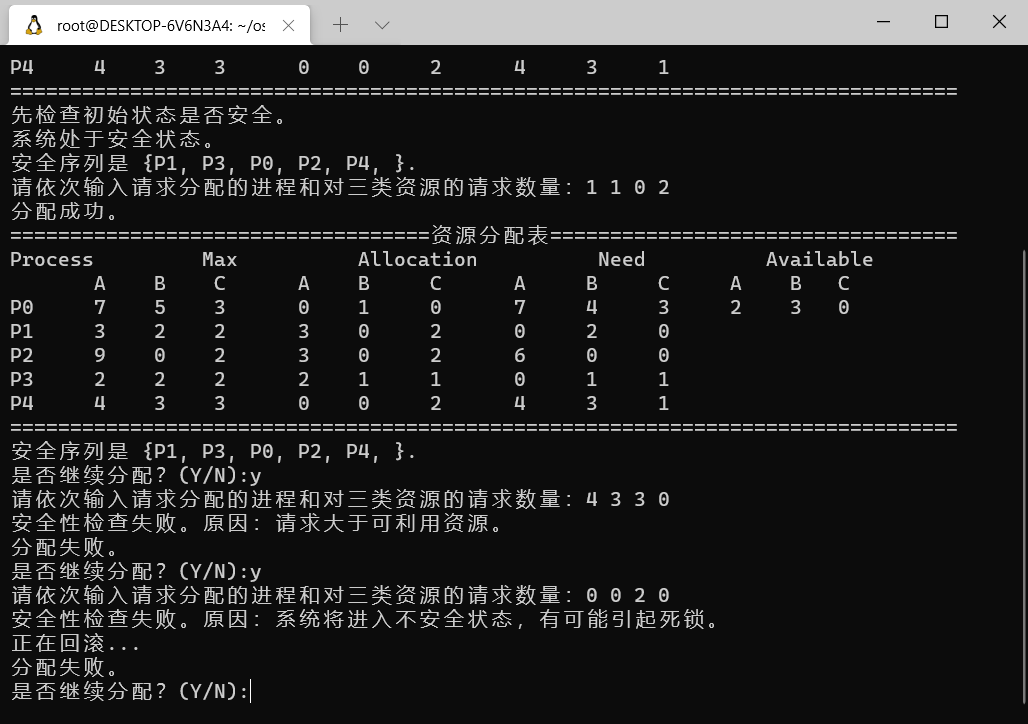 root@DESKTOP-6V6N3A4: ~/os
P4 4 3 3 0 0 2 4 3 1
===============================================================================
先检查初始状态是否安全。
系统处于安全状态。
安全序列是 {P1, P3, P0, P2, P4, }.
请依次输入请求分配的进程和对三类资源的请求数量: 1 1 0 2
分配成功。
===================================资源分配表==================================
Process Max Allocation Need Available
A B C A B C A B C A B C
P0 7 5 3 0 1 0 7 4 3 2 3 0
P1 3 2 2 3 0 2 0 2 0
P2 9 0 2 3 0 2 6 0 0
P3 2 2 2 2 1 1 0 1 1
P4 4 3 3 0 0 2 4 3 1
===============================================================================
安全序列是 {P1, P3, P0, P2, P4, }.
是否继续分配? (Y/N):y
请依次输入请求分配的进程和对三类资源的请求数量: 4 3 3 0
安全性检查失败。原因: 请求大于可利用资源。
分配失败。
是否继续分配? (Y/N):y
请依次输入请求分配的进程和对三类资源的请求数量: 0 0 2 0
安全性检查失败。原因: 系统将进入不安全状态, 有可能引起死锁。
正在回滚...
分配失败。
是否继续分配? (Y/N):